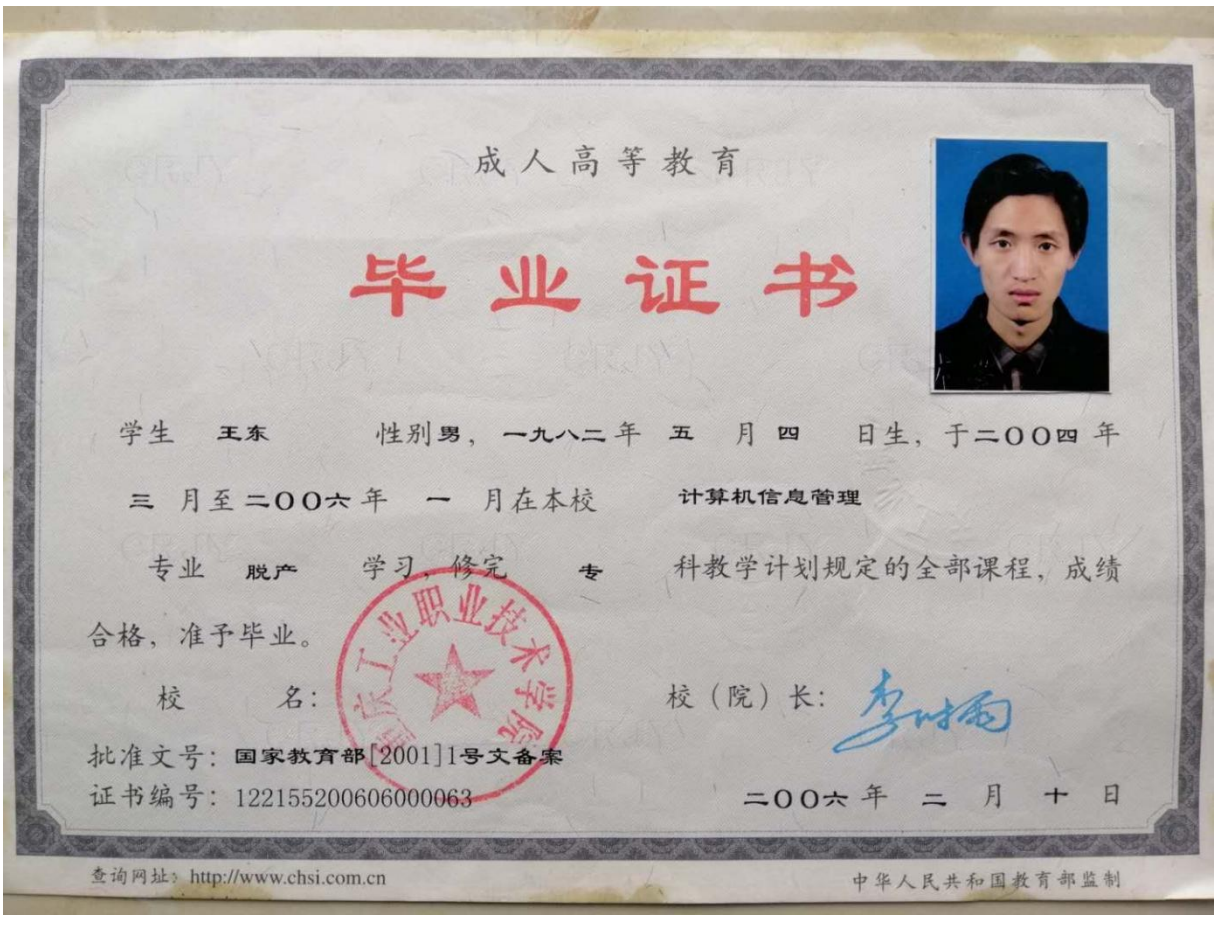 成人高等教育
毕业证书
学生 王东 性别男，一九八二年 五 月 四 日生，于二OO四 年
三 月至二OO六年 一 月在本校 计算机信息管理
专业 脱产 学习，修完 专 科教学计划规定的全部课程，成绩
合格，准予毕业。
重庆工业职业技术学院
校 名： 校（院）长：
批准文号：国家教育部[2001]1号文备案
证书编号：122155200606000063 二OO六 年 二 月 十 日
查询网址：http://www.chsi.com.cn 中华人民共和国教育部监制